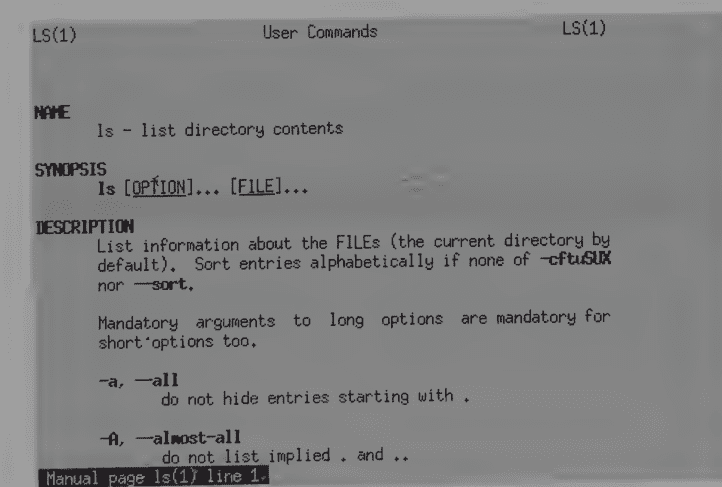 LS(1) User Commands LS(1)
NAME
ls - list directory contents
SYNOPSIS
ls [OPTION]... [FILE]...
DESCRIPTION
List information about the FILEs (the current directory by
default). Sort entries alphabetically if none of -cftuSUX
nor --sort.
Mandatory arguments to long options are mandatory for
short options too.
-a, --all
do not hide entries starting with .
-A, --almost-all
do not list implied . and ..
Manual page ls(1) line 1